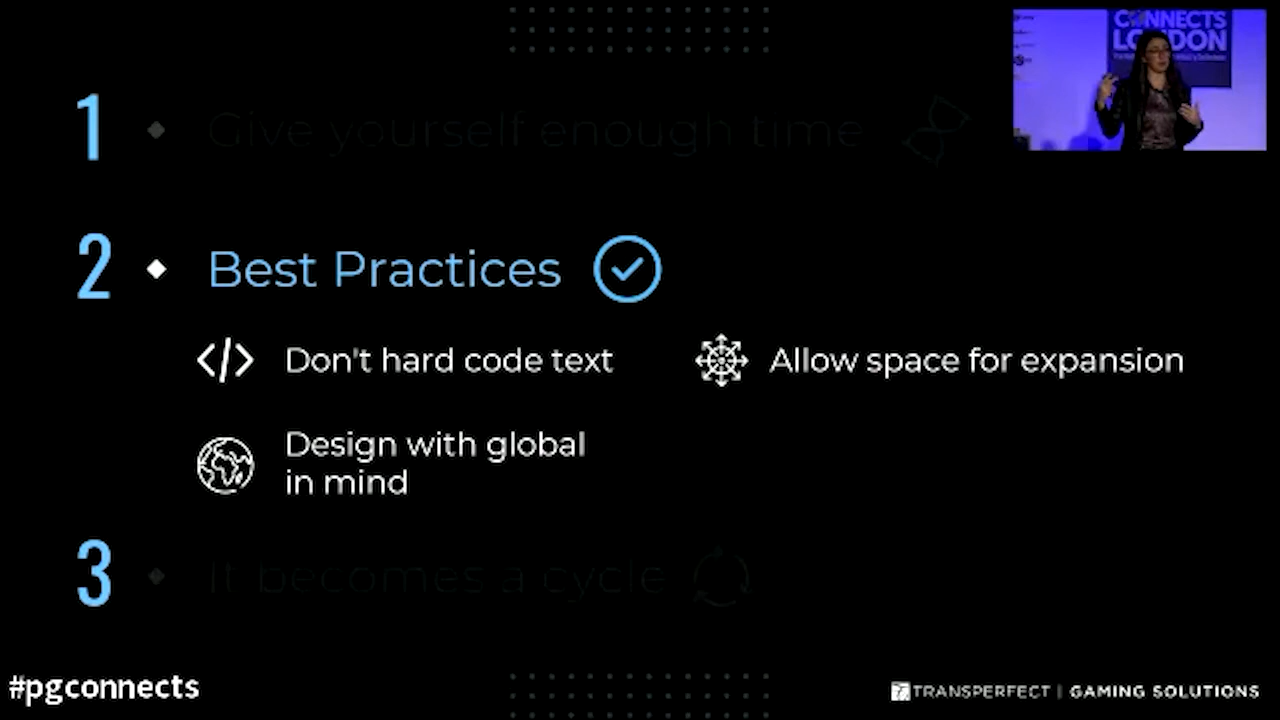 CONNECTS
LONDON
1 Give yourself enough time
2 Best Practices
Don't hard code text
Allow space for expansion
Design with global
in mind
3 It becomes a cycle
#pgconnects
TRANSPERFECT | GAMING SOLUTIONS